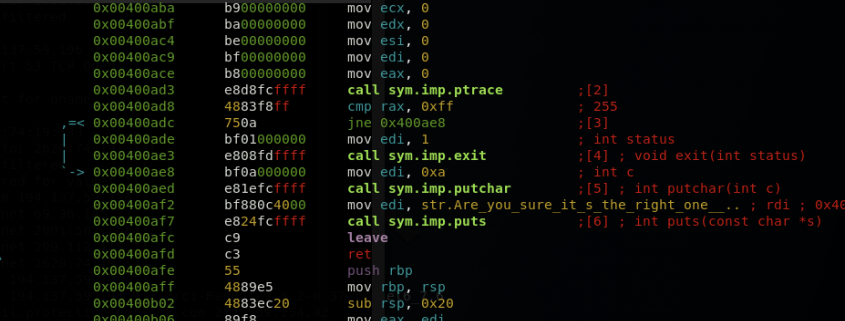 0x00400aba b900000000 mov ecx, 0
0x00400abf ba00000000 mov edx, 0
0x00400ac4 be00000000 mov esi, 0
0x00400ac9 bf00000000 mov edi, 0
0x00400ace b800000000 mov eax, 0
0x00400ad3 e8d8fcffff call sym.imp.ptrace ;[2]
0x00400ad8 4883f8ff cmp rax, 0xff ; 255
,=< 0x00400adc 750a jne 0x400ae8 ;[3]
| 0x00400ade bf01000000 mov edi, 1 ; int status
| 0x00400ae3 e808fdffff call sym.imp.exit ;[4] ; void exit(int status)
`-> 0x00400ae8 bf0a000000 mov edi, 0xa ; int c
0x00400aed e81efcffff call sym.imp.putchar ;[5] ; int putchar(int c)
0x00400af2 bf880c4000 mov edi, str.Are_you_sure_it_s_the_right_one__.. ; rdi ; 0x40
0x00400af7 e824fcffff call sym.imp.puts ;[6] ; int puts(const char *s)
0x00400afc c9 leave
0x00400afd c3 ret
0x00400afe 55 push rbp
0x00400aff 4889e5 mov rbp, rsp
0x00400b02 4883ec20 sub rsp, 0x20
0x00400b06 89f8 mov eax, edi